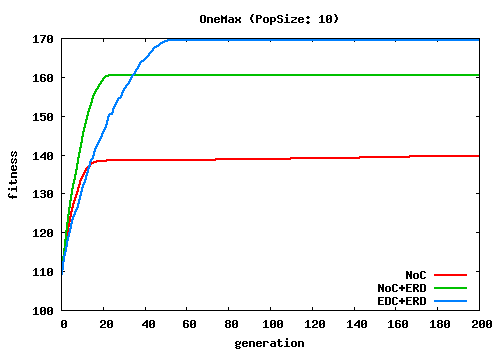 OneMax (PopSize: 10)
170
160
150
140
130
120
110
100
fitness
NoC
NoC+ERD
EDC+ERD
0 20 40 60 80 100 120 140 160 180 200
generation